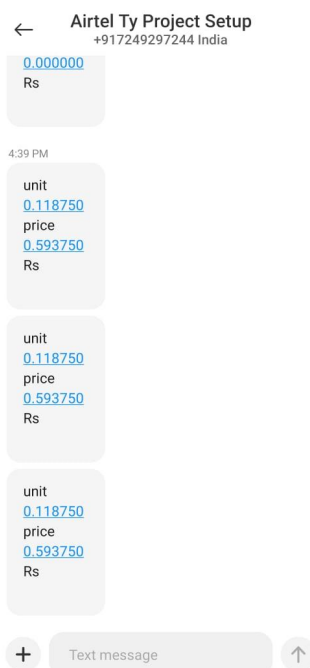 Airtel Ty Project Setup
+917249297244 India
0.000000
Rs
4:39 PM
unit
0.118750
price
0.593750
Rs
unit
0.118750
price
0.593750
Rs
unit
0.118750
price
0.593750
Rs
Text message